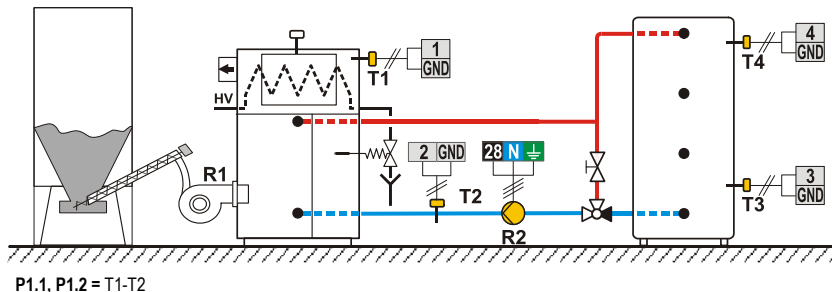 4
GND
T4
1
GND
T1
HV
R1
2 GND
28 N
T2
R2
3
GND
T3
P1.1, P1.2 = T1-T2